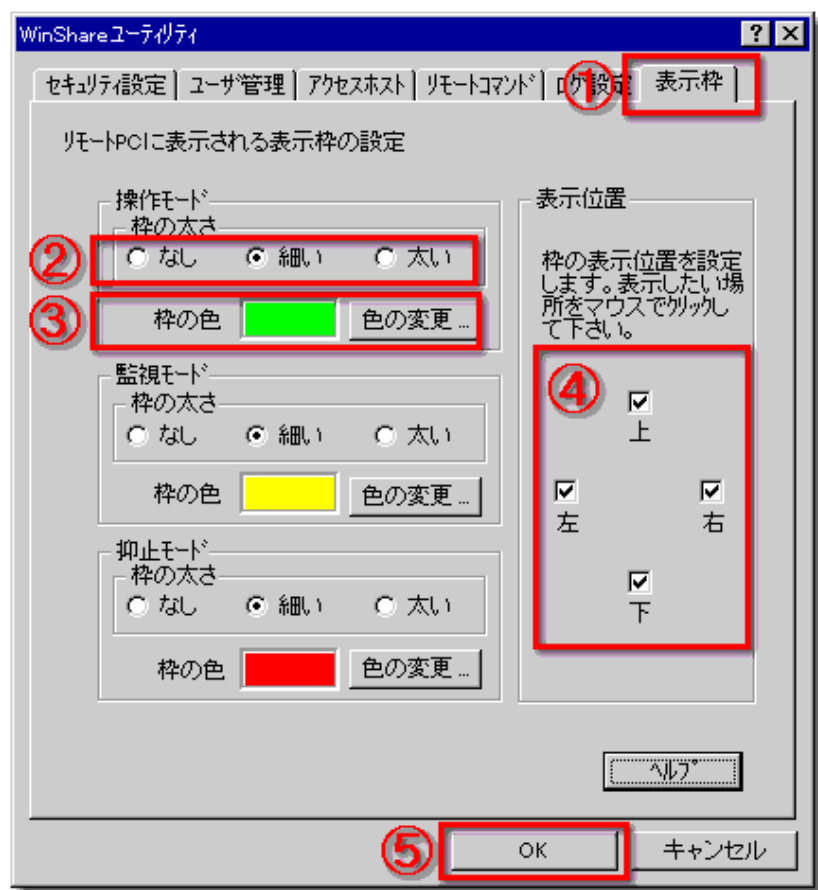 WinShareユーティリティ
セキュリティ設定 ユーザ管理 アクセスホスト リモートコマンド ログ設定 ① 表示枠
リモートPCに表示される表示枠の設定
操作モード
枠の太さ
② なし 細い 太い
③ 枠の色 色の変更...
監視モード
枠の太さ
なし 細い 太い
枠の色 色の変更...
抑止モード
枠の太さ
なし 細い 太い
枠の色 色の変更...
表示位置
枠の表示位置を設定
します。表示したい場
所をマウスでクリックし
て下さい。
④
上
左 右
下
ヘルプ
⑤ OK キャンセル